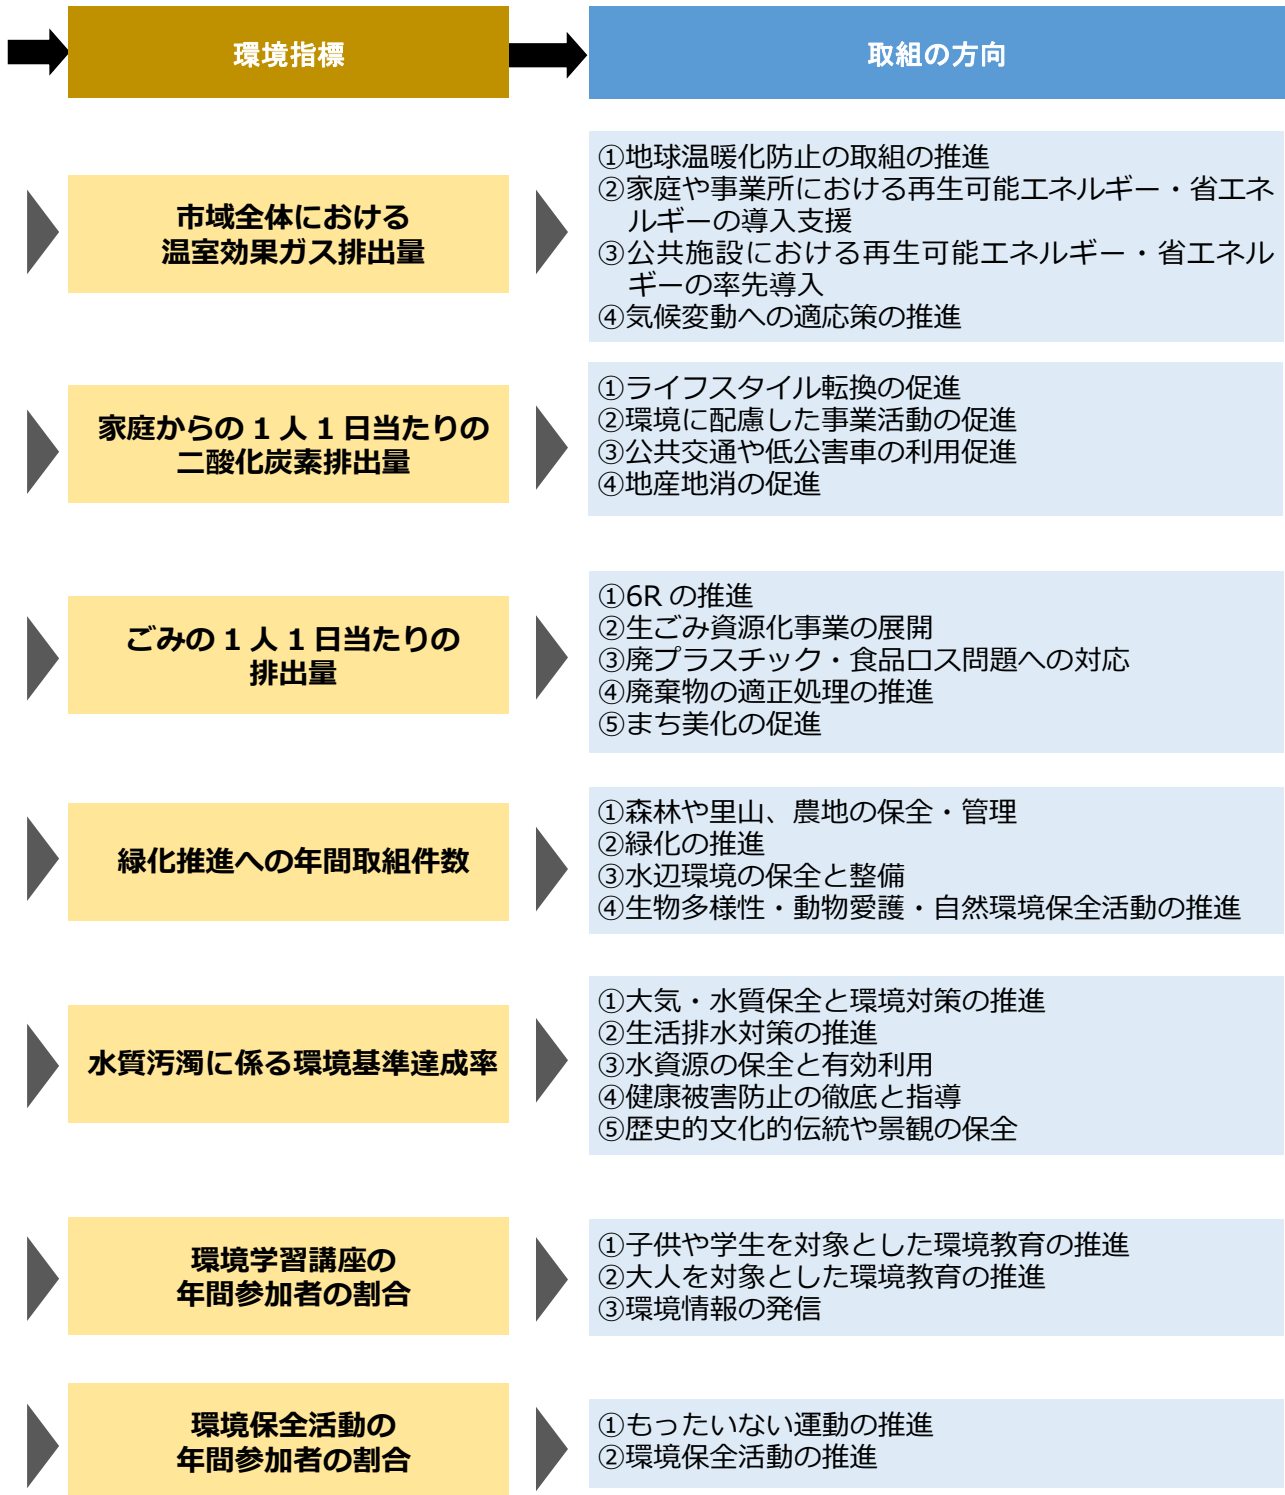 環境指標
取組の方向
市域全体における
温室効果ガス排出量
①地球温暖化防止の取組の推進
②家庭や事業所における再生可能エネルギー・省エネ
ルギーの導入支援
③公共施設における再生可能エネルギー・省エネル
ギーの率先導入
④気候変動への適応策の推進
家庭からの1人1日当たりの
二酸化炭素排出量
①ライフスタイル転換の促進
②環境に配慮した事業活動の促進
③公共交通や低公害車の利用促進
④地産地消の促進
ごみの1人1日当たりの
排出量
①6R の推進
②生ごみ資源化事業の展開
③廃プラスチック・食品ロス問題への対応
④廃棄物の適正処理の推進
⑤まち美化の促進
緑化推進への年間取組件数
①森林や里山、農地の保全・管理
②緑化の推進
③水辺環境の保全と整備
④生物多様性・動物愛護・自然環境保全活動の推進
水質汚濁に係る環境基準達成率
①大気・水質保全と環境対策の推進
②生活排水対策の推進
③水資源の保全と有効利用
④健康被害防止の徹底と指導
⑤歴史的文化的伝統や景観の保全
環境学習講座の
年間参加者の割合
①子供や学生を対象とした環境教育の推進
②大人を対象とした環境教育の推進
③環境情報の発信
環境保全活動の
年間参加者の割合
①もったいない運動の推進
②環境保全活動の推進